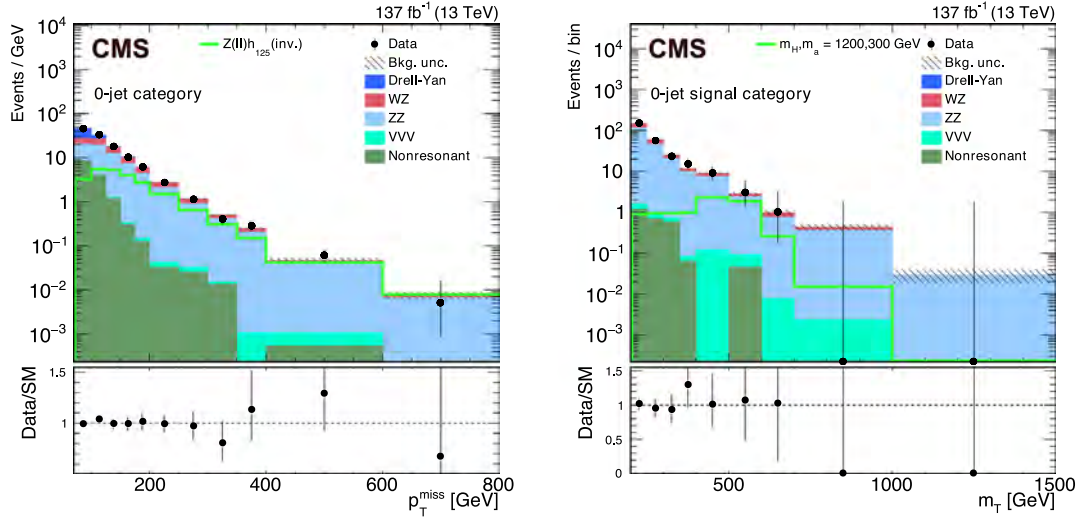 137 fb⁻¹ (13 TeV)
CMS
Z(ll)h₁₂₅(inv.)
Data
Bkg. unc.
Drell-Yan
WZ
ZZ
VVV
Nonresonant
0-jet category
Events / GeV
10⁴
10³
10²
10
1
10⁻¹
10⁻²
10⁻³
Data/SM
1.5
1
200 400 600 800
p_T^miss [GeV]
137 fb⁻¹ (13 TeV)
CMS
m_H,m_a = 1200,300 GeV
Data
Bkg. unc.
Drell-Yan
WZ
ZZ
VVV
Nonresonant
0-jet signal category
Events / bin
10⁴
10³
10²
10
1
10⁻¹
10⁻²
10⁻³
Data/SM
1.5
1
0.5
0
500 1000 1500
m_T [GeV]